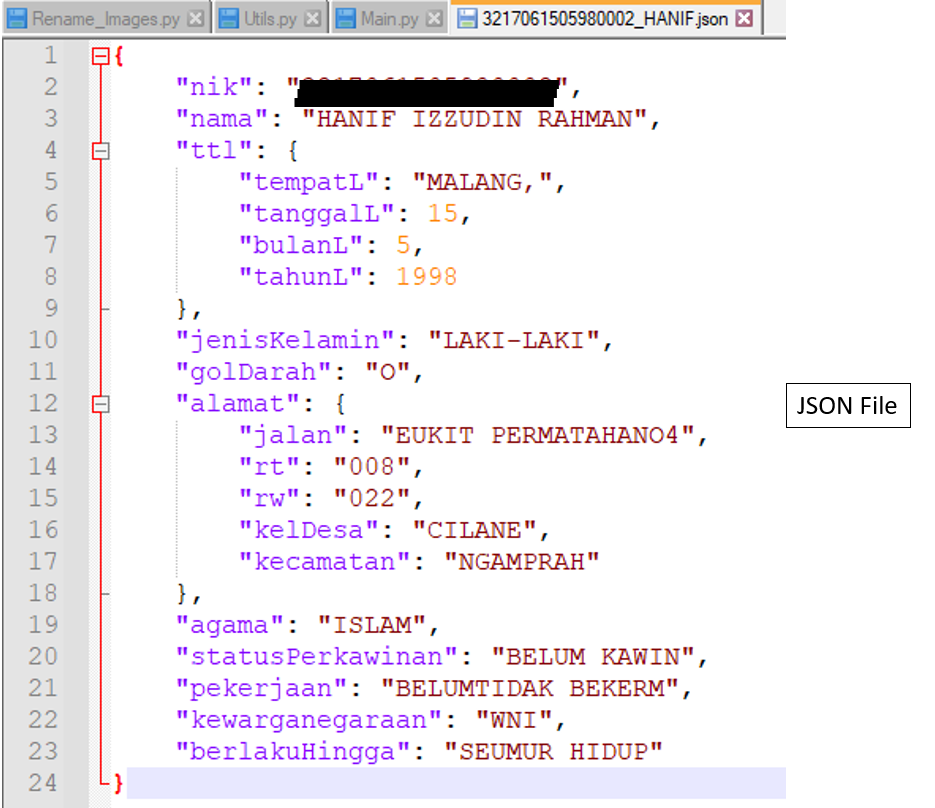 Rename_Images.py Utils.py Main.py 3217061505980002_HANIF.json
1 {
2 "nik": "",
3 "nama": "HANIF IZZUDIN RAHMAN",
4 "ttl": {
5 "tempatL": "MALANG,",
6 "tanggalL": 15,
7 "bulanL": 5,
8 "tahunL": 1998
9 },
10 "jenisKelamin": "LAKI-LAKI",
11 "golDarah": "O",
12 "alamat": {
13 "jalan": "EUKIT PERMATAHANO4",
14 "rt": "008",
15 "rw": "022",
16 "kelDesa": "CILANE",
17 "kecamatan": "NGAMPRAH"
18 },
19 "agama": "ISLAM",
20 "statusPerkawinan": "BELUM KAWIN",
21 "pekerjaan": "BELUMTIDAK BEKERM",
22 "kewarganegaraan": "WNI",
23 "berlakuHingga": "SEUMUR HIDUP"
24 }
JSON File